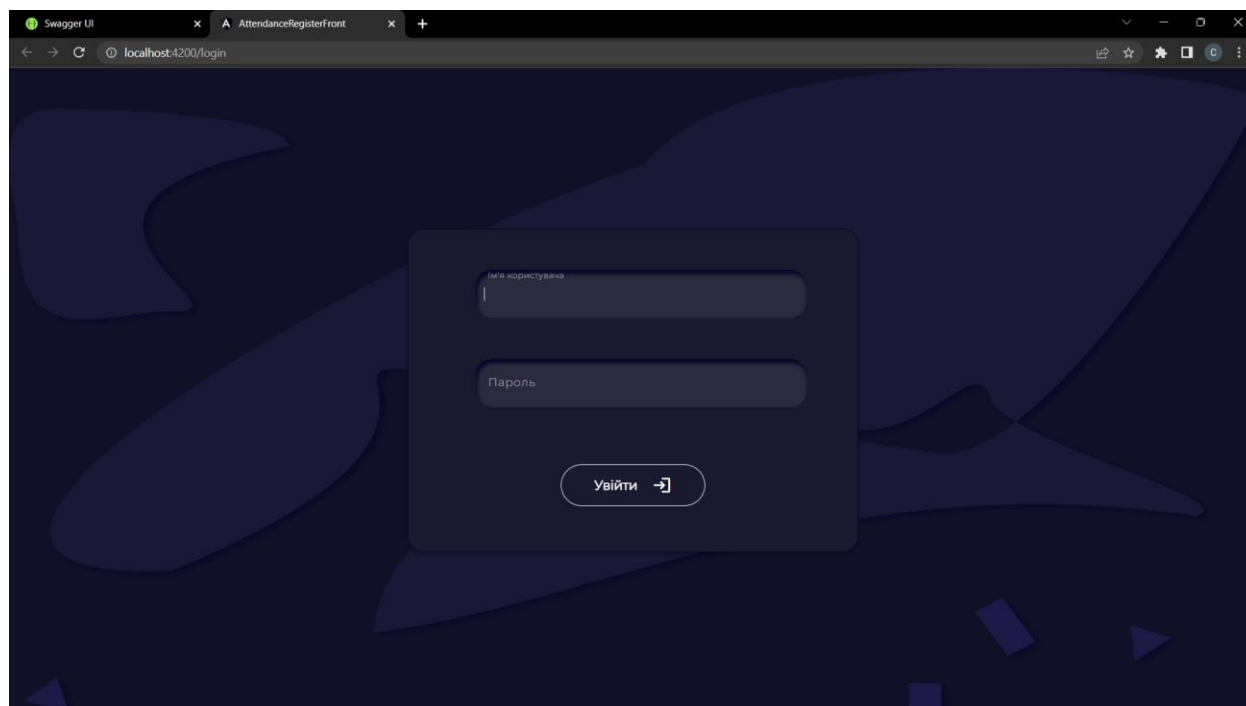 Swagger UI
AttendanceRegisterFront
localhost:4200/login
C
Ім'я користувача
Пароль
Увійти